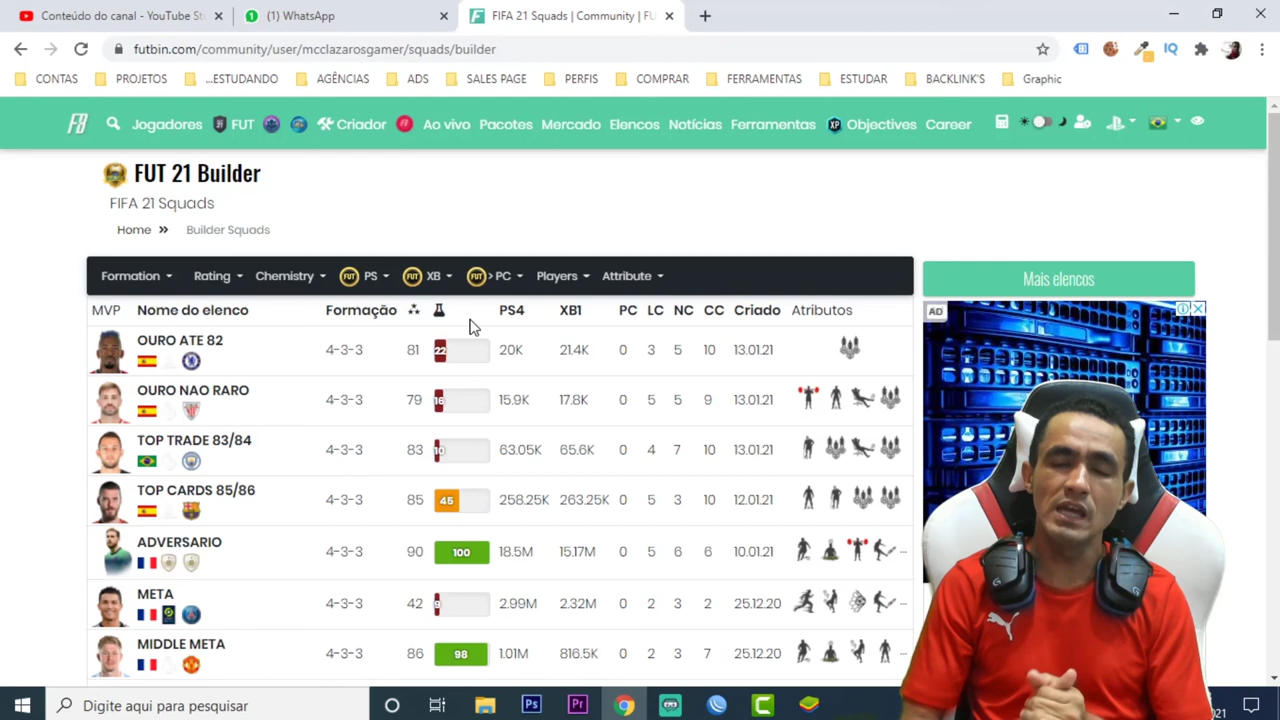 Conteúdo do canal - YouTube St
(1) WhatsApp
FIFA 21 Squads | Community | FU
futbin.com/community/user/mcclazarosgamer/squads/builder
CONTAS PROJETOS ...ESTUDANDO AGÊNCIAS ADS SALES PAGE PERFIS COMPRAR FERRAMENTAS ESTUDAR BACKLINK'S Graphic
Jogadores FUT Criador Ao vivo Pacotes Mercado Elencos Notícias Ferramentas XP Objectives Career
FUT 21 Builder
FIFA 21 Squads
Home » Builder Squads
Formation Rating Chemistry FUT PS FUT XB FUT > PC Players Attribute
Mais elencos
AD
MVP Nome do elenco Formação PS4 XB1 PC LC NC CC Criado Atributos
OURO ATE 82 4-3-3 81 22 20K 21.4K 0 3 5 10 13.01.21
OURO NAO RARO 4-3-3 79 16 15.9K 17.8K 0 5 5 9 13.01.21
TOP TRADE 83/84 4-3-3 83 10 63.05K 65.6K 0 4 7 10 13.01.21
TOP CARDS 85/86 4-3-3 85 45 258.25K 263.25K 0 5 3 10 12.01.21
ADVERSARIO 4-3-3 90 100 18.5M 15.17M 0 5 6 6 10.01.21 ...
META 4-3-3 42 9 2.99M 2.32M 0 2 3 2 25.12.20 ...
MIDDLE META 4-3-3 86 98 1.01M 816.5K 0 2 3 7 25.12.20
Digite aqui para pesquisar
Ps Pr